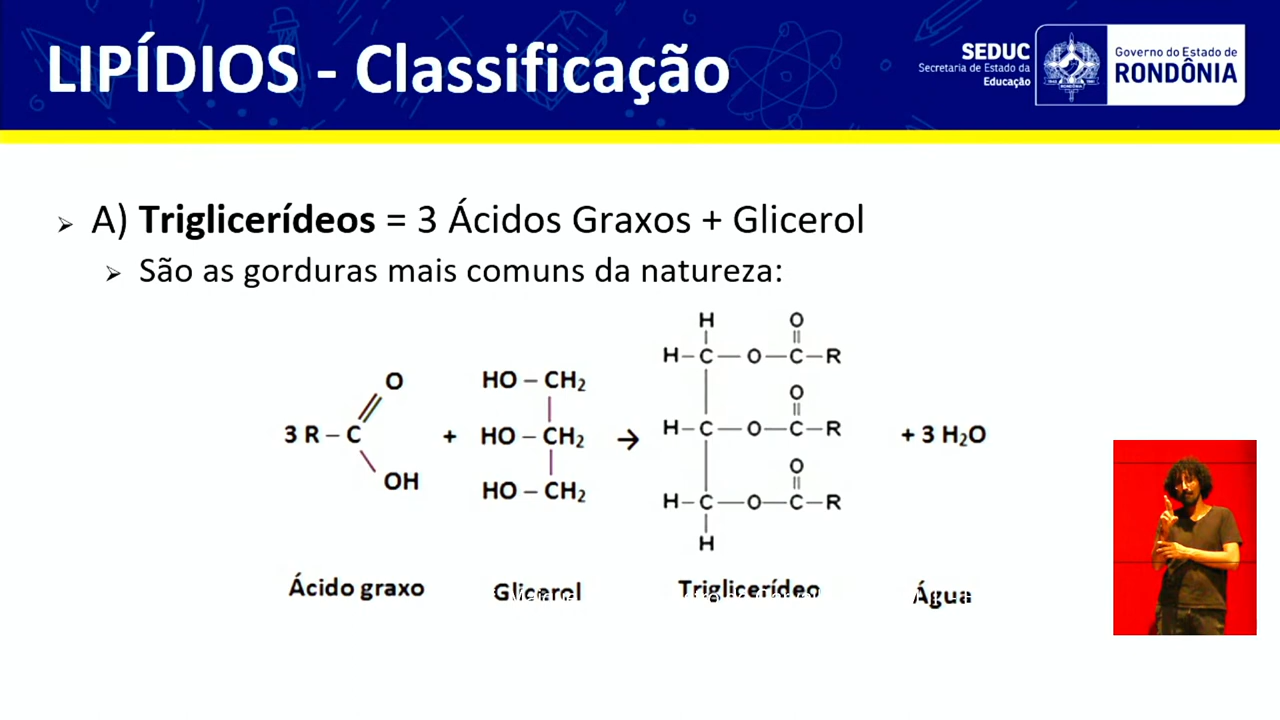 LIPÍDIOS - Classificação
SEDUC
Secretaria de Estado da
Educação
Governo do Estado de
RONDÔNIA
RONDÔNIA
A) Triglicerídeos = 3 Ácidos Graxos + Glicerol
São as gorduras mais comuns da natureza:
3 R – C
O
OH
+
HO – CH₂
HO – CH₂
HO – CH₂
→
H
O
H – C — O — C – R
O
H – C — O — C – R
O
H – C — O — C – R
H
+ 3 H₂O
Ácido graxo
Glicerol
Triglicerídeo
Água